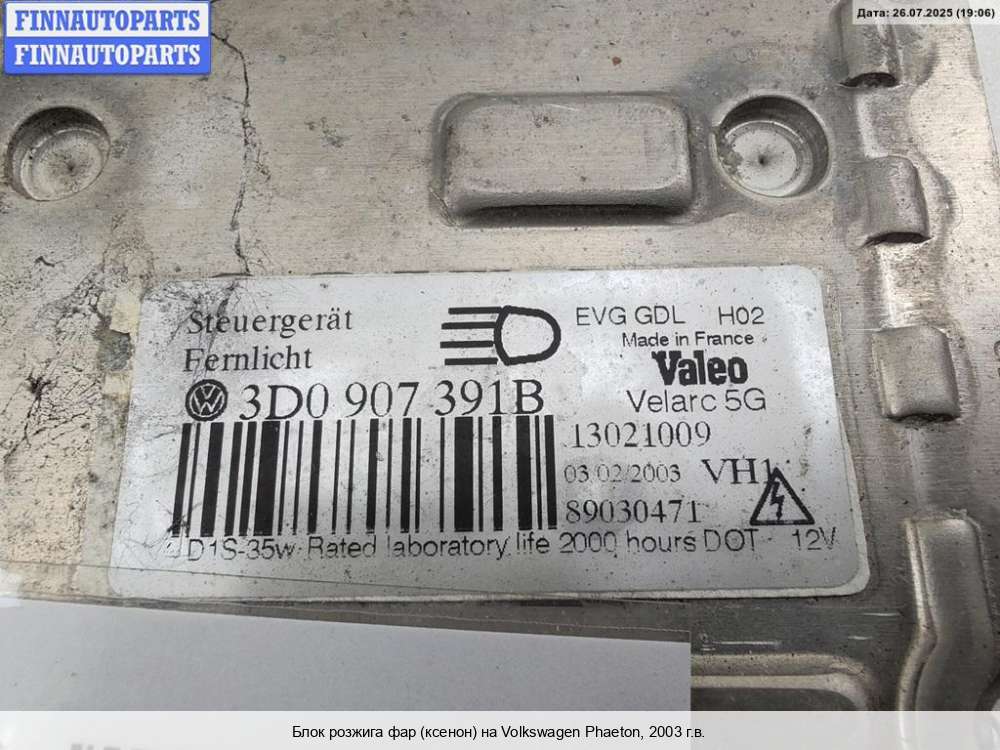 FINNAUTOPARTS
FINNAUTOPARTS
Дата: 26.07.2025 (19:06)
Steuergerät
Fernlicht
3D0 907 391B
EVG GDL H02
Made in France
Valeo
Velarc 5G
13021009
03/02/2003 VH1
89030471
D1S-35w Rated laboratory life 2000 hours DOT 12V
Блок розжига фар (ксенон) на Volkswagen Phaeton, 2003 г.в.